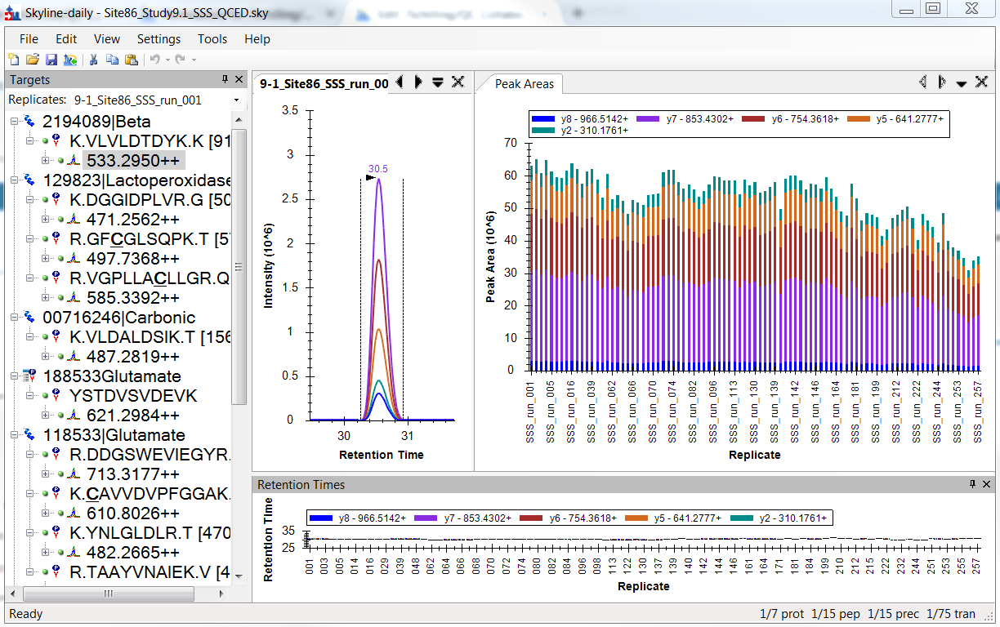 Skyline-daily - Site86_Study9.1_SSS_QCED.sky
File Edit View Settings Tools Help
Targets
Replicates: 9-1_Site86_SSS_run_001
2194089|Beta
K.VLVLDTDYK.K [91
533.2950++
129823|Lactoperoxidase
K.DGGIDPLVR.G [50
471.2562++
R.GFCGLSQPK.T [57
497.7368++
R.VGPLLACLLGR.Q
585.3392++
00716246|Carbonic
K.VLDALDSIK.T [156
487.2819++
188533Glutamate
YSTDVSVDEVK
621.2984++
118533|Glutamate
R.DDGSWEVIEGYR.
713.3177++
K.CAVVDVPFGGAK.
610.8026++
K.YNLGLDLR.T [470
482.2665++
R.TAAYVNAIEK.V [4
9-1_Site86_SSS_run_00
3.5
3
2.5
2
1.5
1
0.5
0
Intensity (10^6)
30.5
30 31
Retention Time
Peak Areas
y8 - 966.5142+ y7 - 853.4302+ y6 - 754.3618+ y5 - 641.2777+
y2 - 310.1761+
70
60
50
40
30
20
10
0
Peak Area (10^6)
SSS_run_001 SSS_run_005 SSS_run_016 SSS_run_039 SSS_run_062 SSS_run_066 SSS_run_070 SSS_run_074 SSS_run_082 SSS_run_096 SSS_run_113 SSS_run_130 SSS_run_139 SSS_run_142 SSS_run_146 SSS_run_164 SSS_run_181 SSS_run_199 SSS_run_212 SSS_run_222 SSS_run_244 SSS_run_253 SSS_run_257
Replicate
Retention Times
y8 - 966.5142+ y7 - 853.4302+ y6 - 754.3618+ y5 - 641.2777+ y2 - 310.1761+
Retention Time
35
25
001 003 005 014 016 029 039 048 062 064 066 068 070 072 074 080 082 084 096 098 113 122 130 137 139 140 142 144 146 161 164 171 181 184 199 210 212 215 222 232 244 251 253 255 257
Replicate
Ready
1/7 prot 1/15 pep 1/15 prec 1/75 tran